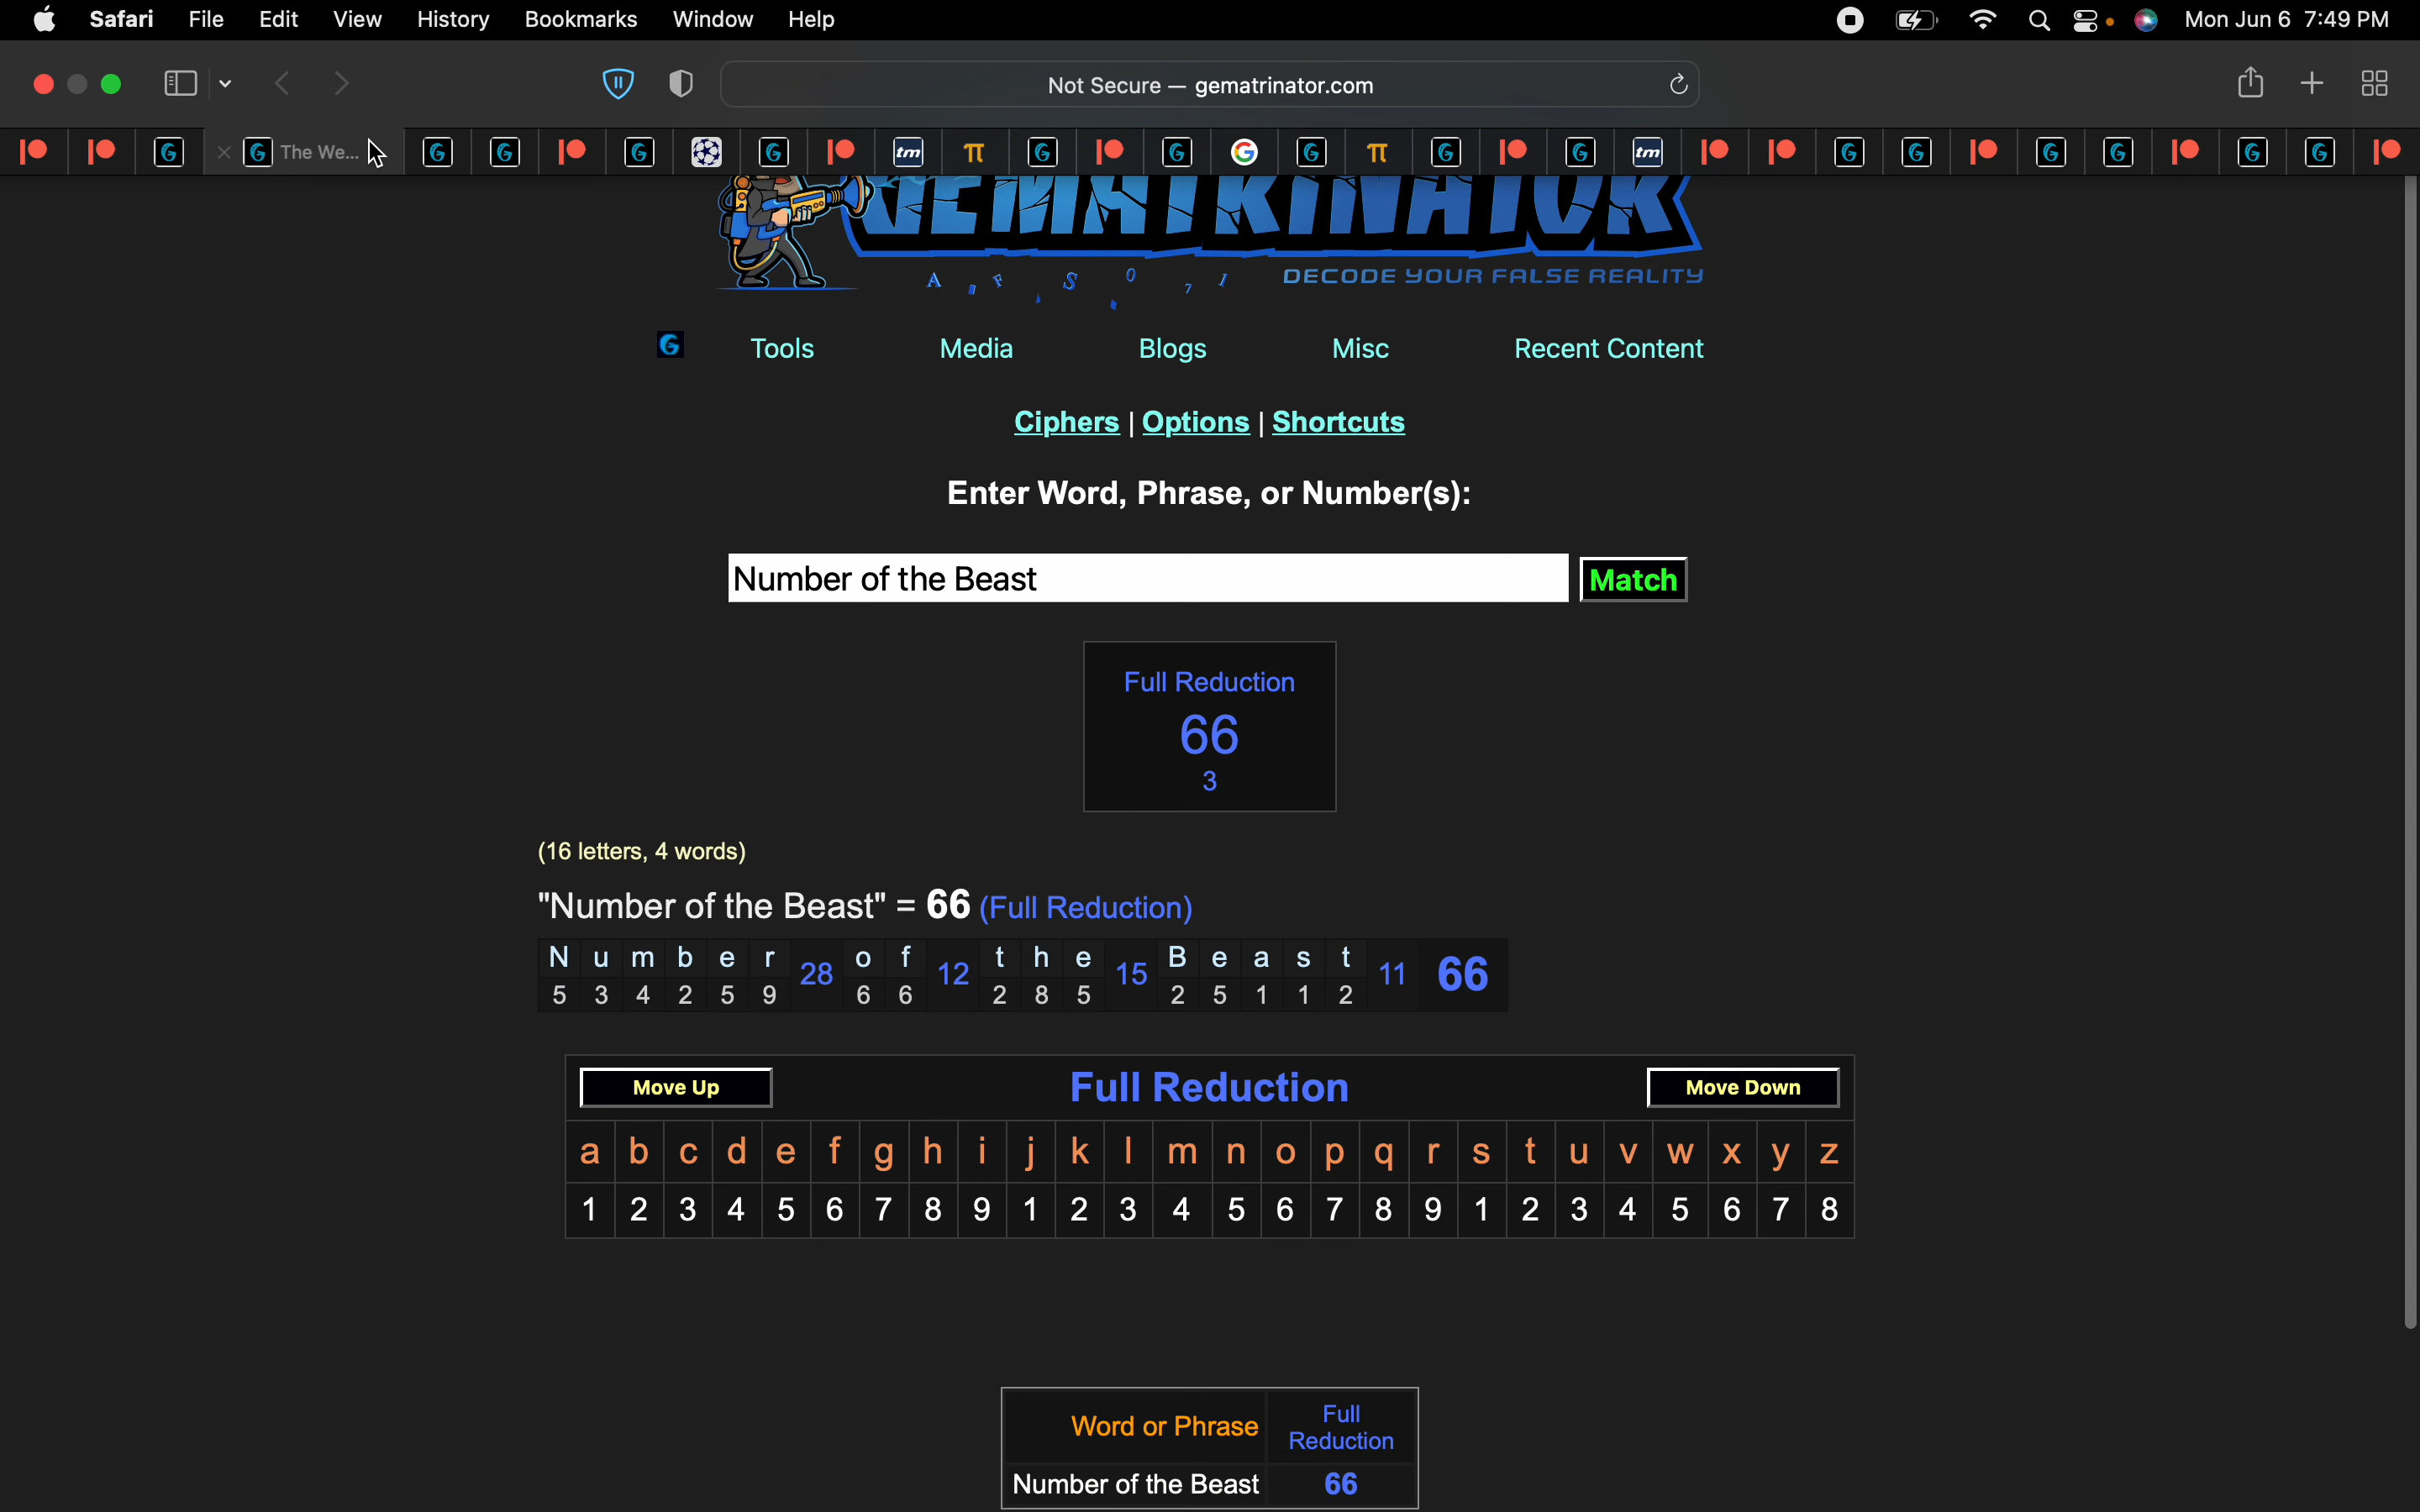 Safari File Edit View History Bookmarks Window Help Mon Jun 6 7:49 PM
Not Secure — gematrinator.com
The We... tm π G π tm
GEMATRINATOR
A F S O 7 I DECODE YOUR FALSE REALITY
G Tools Media Blogs Misc Recent Content
Ciphers | Options | Shortcuts
Enter Word, Phrase, or Number(s):
Number of the Beast Match
Full Reduction
66
3
(16 letters, 4 words)
"Number of the Beast" = 66 (Full Reduction)
N u m b e r 28 o f 12 t h e 15 B e a s t 11 66
5 3 4 2 5 9 6 6 2 8 5 2 5 1 1 2
Move Up Full Reduction Move Down
a b c d e f g h i j k l m n o p q r s t u v w x y z
1 2 3 4 5 6 7 8 9 1 2 3 4 5 6 7 8 9 1 2 3 4 5 6 7 8
Word or Phrase Full Reduction
Number of the Beast 66